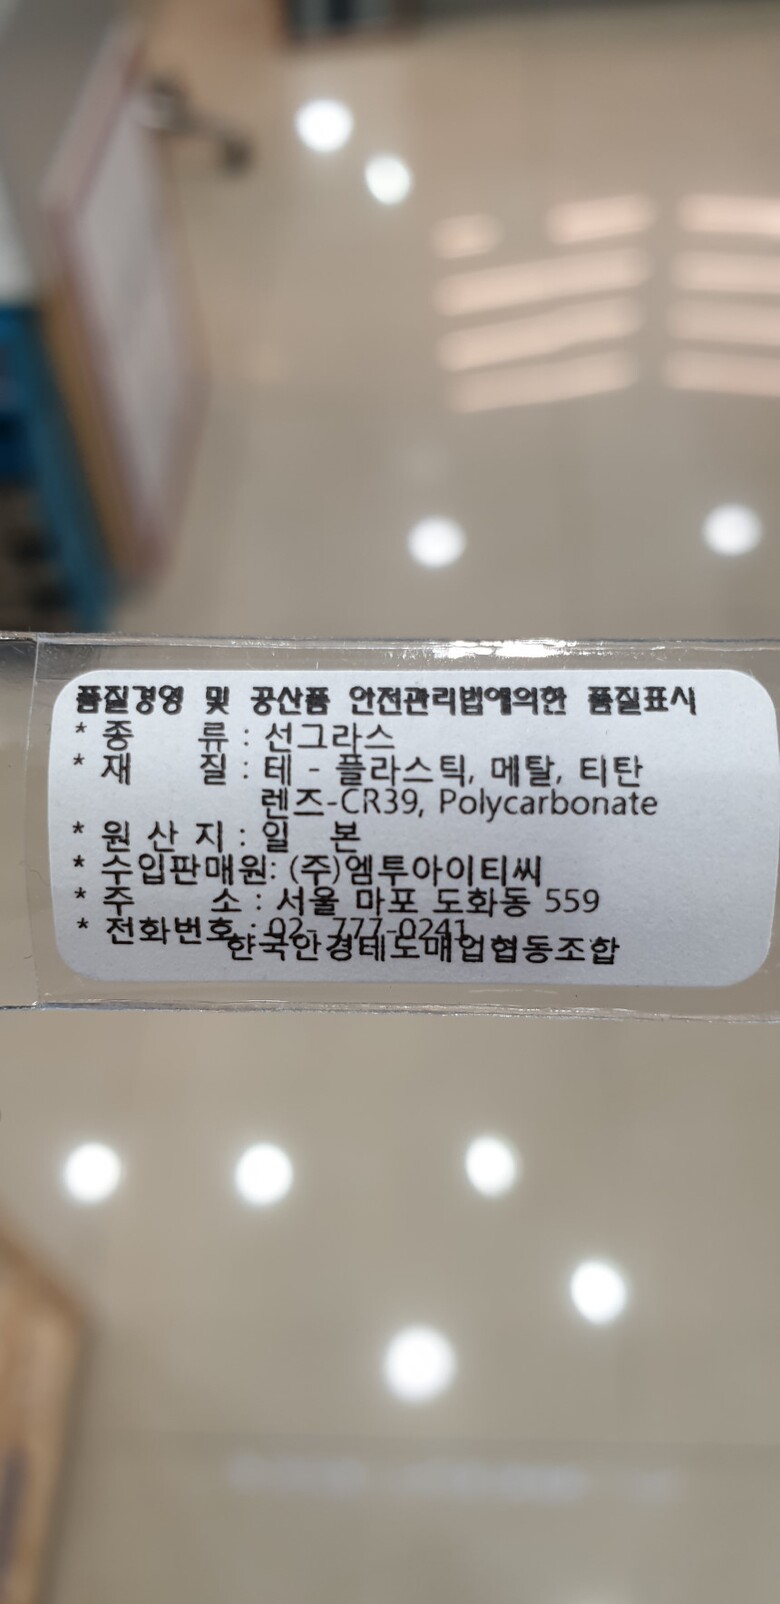 품질경영 및 공산품 안전관리법에의한 품질표시
* 종 류 : 선그라스
* 재 질 : 테 - 플라스틱, 메탈, 티탄
렌즈-CR39, Polycarbonate
* 원 산 지 : 일 본
* 수입판매원: (주)엠투아이티씨
* 주 소 : 서울 마포 도화동 559
* 전화번호 : 02- 777-0241
한국안경테도매업협동조합